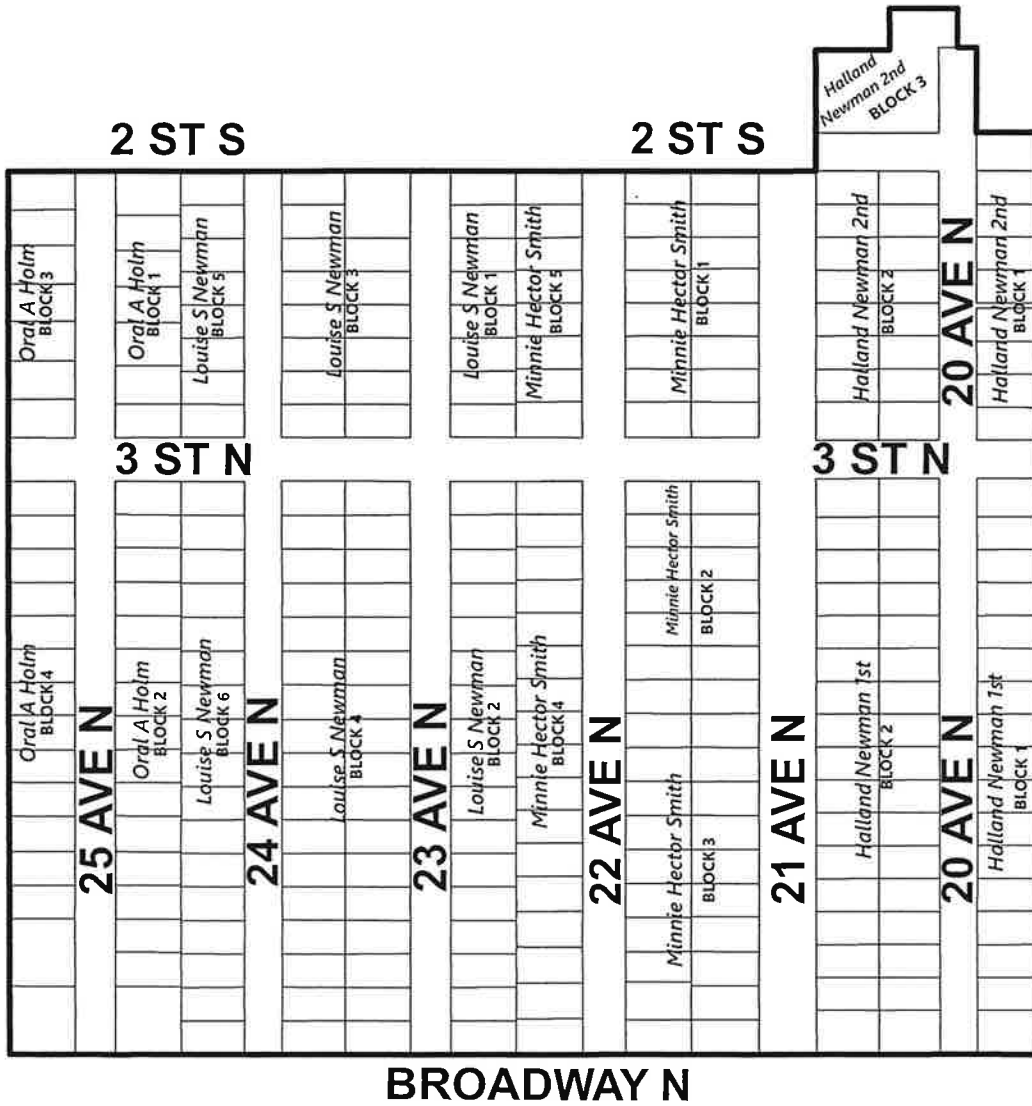 Halland
Newman 2nd
BLOCK 3
2 ST S
2 ST S
Oral A Holm
BLOCK 3
Oral A Holm
BLOCK 1
Louise S Newman
BLOCK 5
Louise S Newman
BLOCK 3
Louise S Newman
BLOCK 1
Minnie Hector Smith
BLOCK 5
Minnie Hector Smith
BLOCK 1
Halland Newman 2nd
BLOCK 2
20 AVE N
Halland Newman 2nd
BLOCK 1
3 ST N
3 ST N
Oral A Holm
BLOCK 4
25 AVE N
Oral A Holm
BLOCK 2
Louise S Newman
BLOCK 6
24 AVE N
Louise S Newman
BLOCK 4
23 AVE N
Louise S Newman
BLOCK 2
Minnie Hector Smith
BLOCK 4
22 AVE N
Minnie Hector Smith
BLOCK 2
Minnie Hector Smith
BLOCK 3
21 AVE N
Halland Newman 1st
BLOCK 2
20 AVE N
Halland Newman 1st
BLOCK 1
BROADWAY N